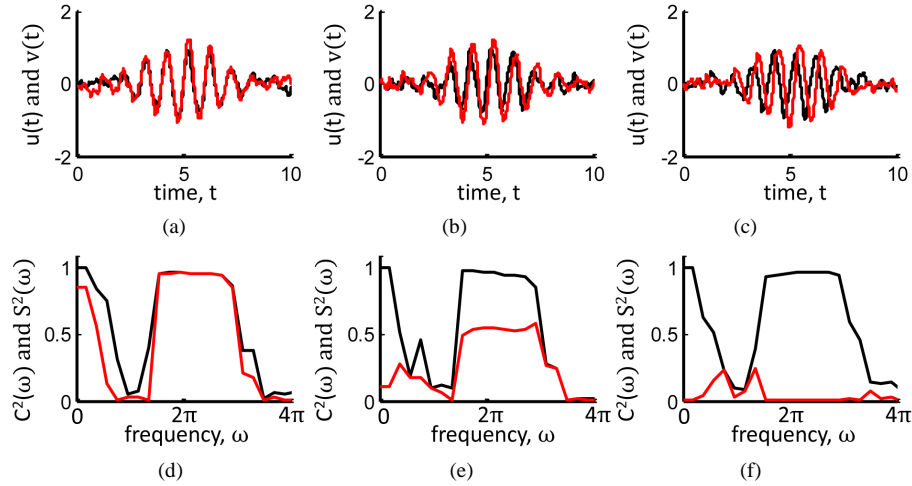 2
0
-2
0
5
10
u(t) and v(t)
time, t
(a)
2
0
-2
0
5
10
u(t) and v(t)
time, t
(b)
2
0
-2
0
5
10
u(t) and v(t)
time, t
(c)
1
0.5
0
0
2π
4π
C²(ω) and S²(ω)
frequency, ω
(d)
1
0.5
0
0
2π
4π
C²(ω) and S²(ω)
frequency, ω
(e)
1
0.5
0
0
2π
4π
C²(ω) and S²(ω)
frequency, ω
(f)